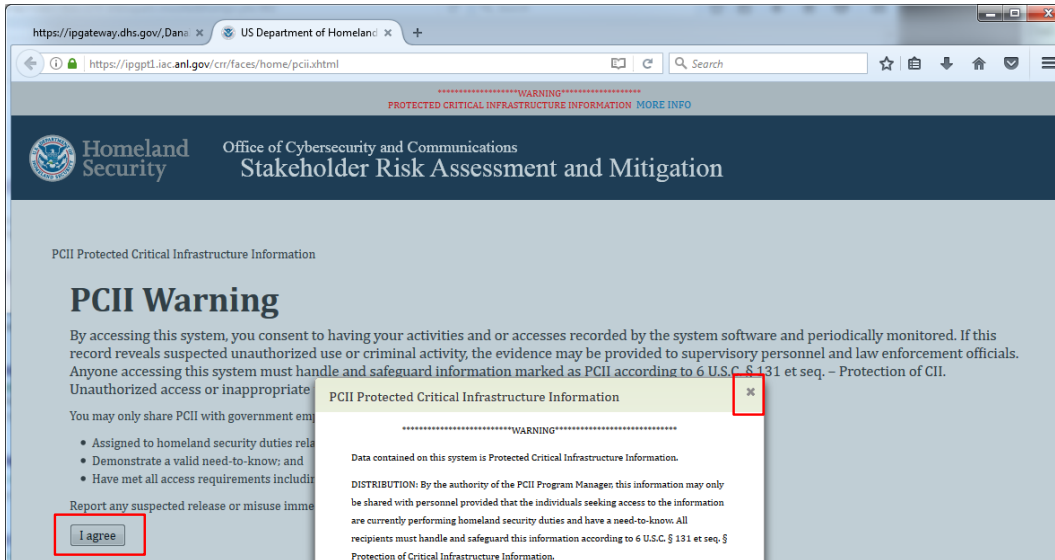 https://ipgateway.dhs.gov/,Dana
US Department of Homeland
https://ipgpt1.iac.anl.gov/crr/faces/home/pcii.xhtml
Search
*******************WARNING*******************
PROTECTED CRITICAL INFRASTRUCTURE INFORMATION MORE INFO
Homeland
Security
Office of Cybersecurity and Communications
Stakeholder Risk Assessment and Mitigation
PCII Protected Critical Infrastructure Information
PCII Warning
By accessing this system, you consent to having your activities and or accesses recorded by the system software and periodically monitored. If this
record reveals suspected unauthorized use or criminal activity, the evidence may be provided to supervisory personnel and law enforcement officials.
Anyone accessing this system must handle and safeguard information marked as PCII according to 6 U.S.C. § 131 et seq. – Protection of CII.
Unauthorized access or inappropriate
You may only share PCII with government emp
• Assigned to homeland security duties rela
• Demonstrate a valid need-to-know; and
• Have met all access requirements includin
Report any suspected release or misuse imme
I agree
PCII Protected Critical Infrastructure Information
**************************WARNING*****************************
Data contained on this system is Protected Critical Infrastructure Information.
DISTRIBUTION: By the authority of the PCII Program Manager, this information may only
be shared with personnel provided that the individuals seeking access to the information
are currently performing homeland security duties and have a need-to-know. All
recipients must handle and safeguard this information according to 6 U.S.C. § 131 et seq. §
Protection of Critical Infrastructure Information.